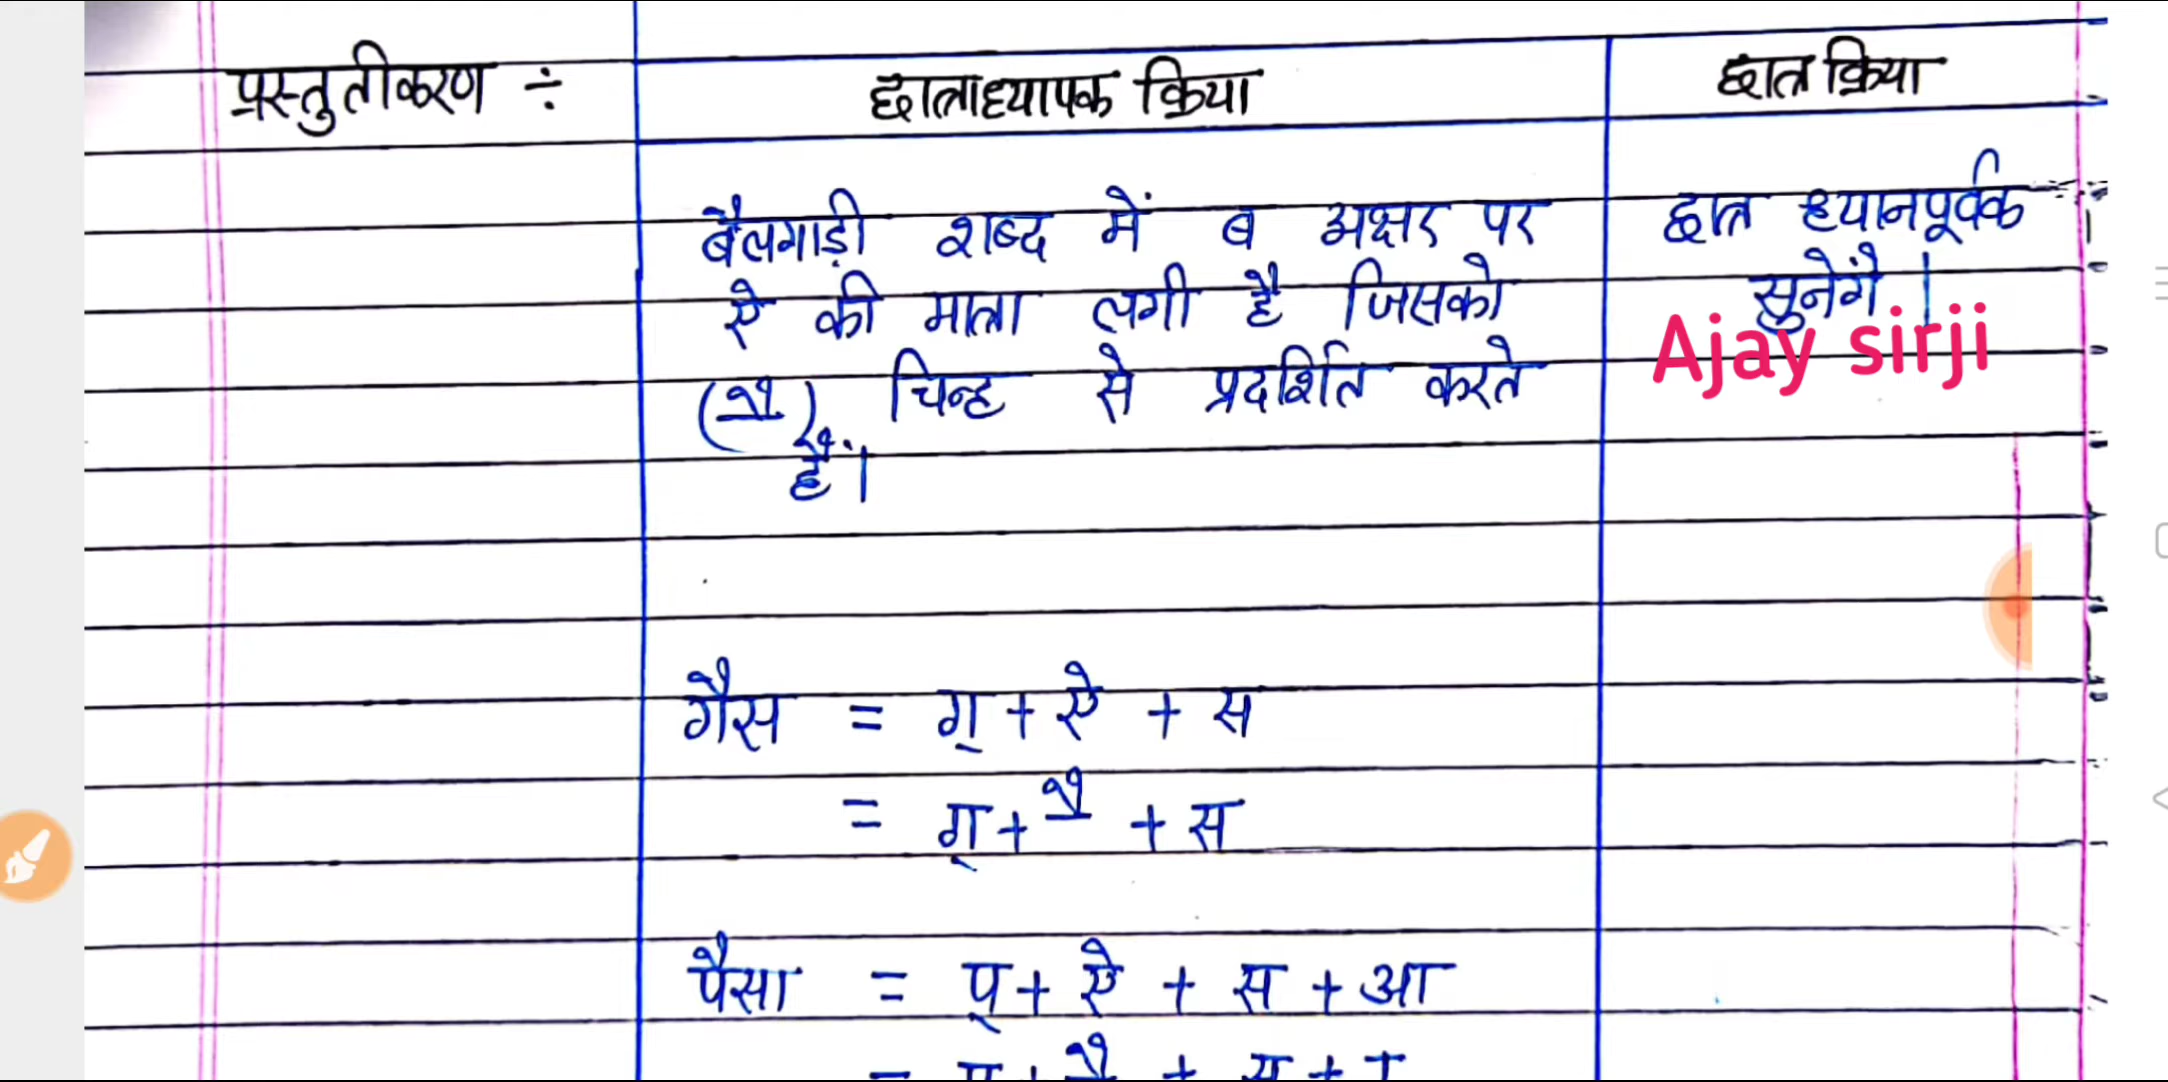 प्रस्तुतीकरण ÷ छात्राध्यापक क्रिया छात्र क्रिया
बैलगाड़ी शब्द में ब अक्षर पर
ऐ की मात्रा लगी है जिसको
(ै) चिन्ह से प्रदर्शित करते
हैं।
छात्र ध्यानपूर्वक
सुनेगें।
Ajay sirji
गैस = ग् + ऐ + स
= ग् + ै + स
पैसा = प् + ऐ + स + आ